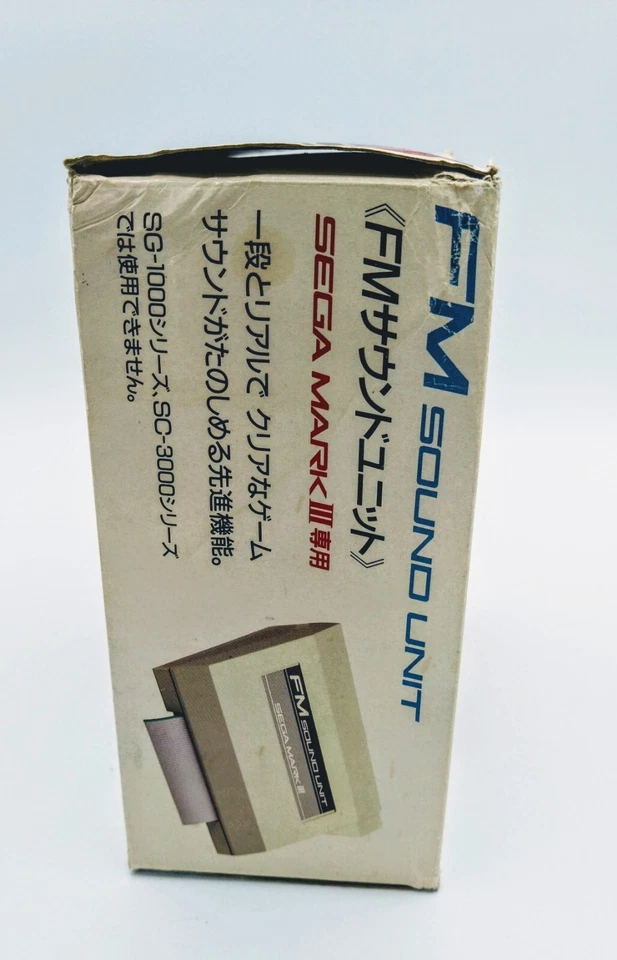 FM SOUND UNIT
《FMサウンドユニット》
SEGA MARK III 専用
一段とリアルで クリアなゲーム
サウンドがたのしめる先進機能。
SG-1000シリーズ、SC-3000シリーズ
では使用できません。
FM SOUND UNIT
SEGA MARK III